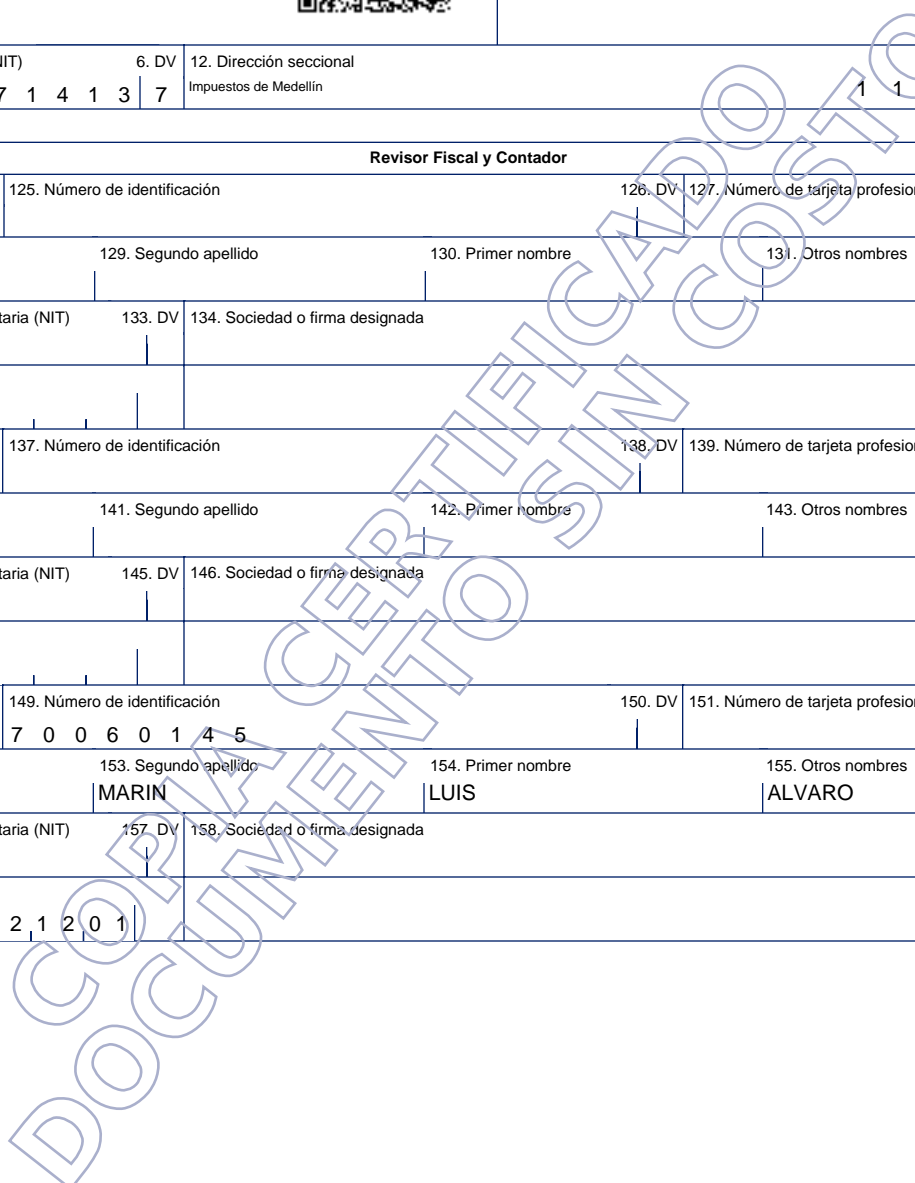 NIT) 6. DV 12. Dirección seccional
7 1 4 1 3 7 Impuestos de Medellín 1 1
Revisor Fiscal y Contador
125. Número de identificación 126. DV 127. Número de tarjeta profesion
129. Segundo apellido 130. Primer nombre 131. Otros nombres
taria (NIT) 133. DV 134. Sociedad o firma designada
137. Número de identificación 138. DV 139. Número de tarjeta profesion
141. Segundo apellido 142. Primer nombre 143. Otros nombres
taria (NIT) 145. DV 146. Sociedad o firma designada
149. Número de identificación 150. DV 151. Número de tarjeta profesion
7 0 0 6 0 1 4 5
153. Segundo apellido 154. Primer nombre 155. Otros nombres
MARIN LUIS ALVARO
taria (NIT) 157. DV 158. Sociedad o firma designada
2 1 2 0 1
COPIA CERTIFICADO
DOCUMENTO SIN COSTO